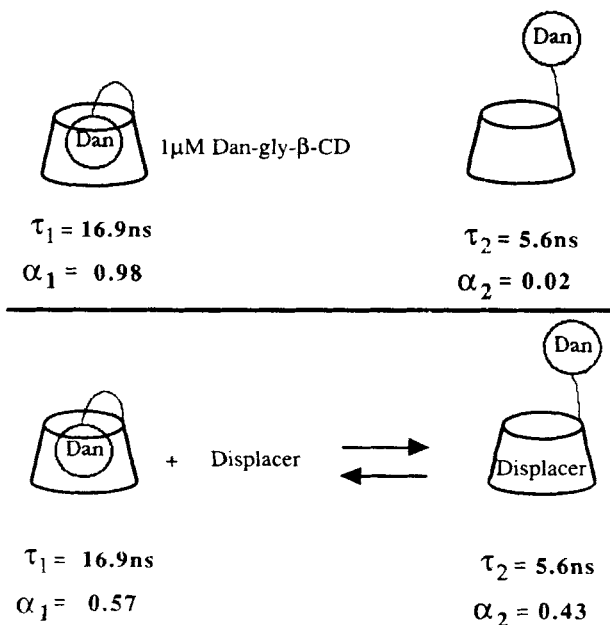 Dan
Dan
1μM Dan-gly-β-CD
τ1 = 16.9ns
τ2 = 5.6ns
α1 = 0.98
α2 = 0.02
Dan
Dan + Displacer
Displacer
τ1 = 16.9ns
τ2 = 5.6ns
α1 = 0.57
α2 = 0.43